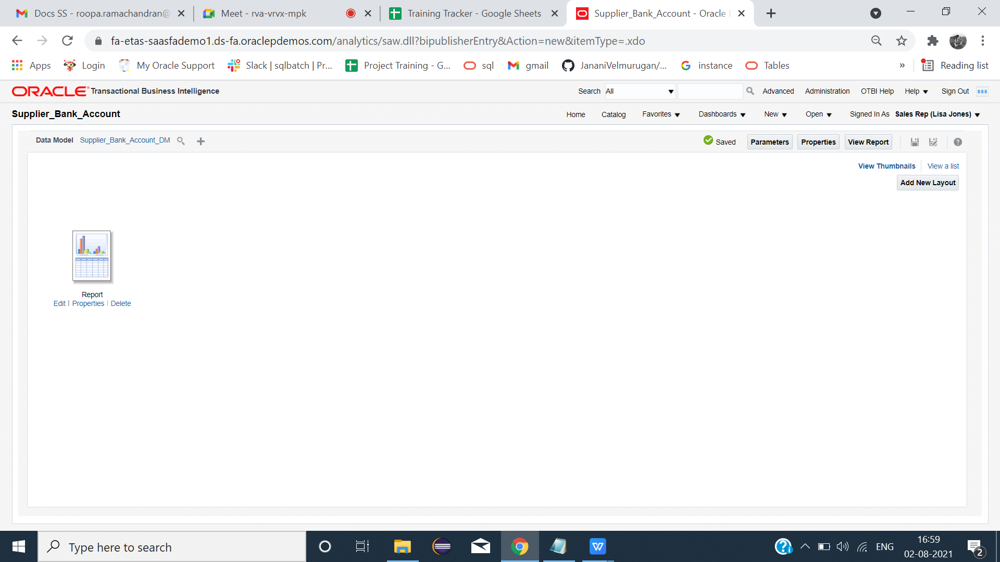 Docs SS - roopa.ramachandran@
Meet - rva-vrvx-mpk
Training Tracker - Google Sheets
Supplier_Bank_Account - Oracle
fa-etas-saasfademo1.ds-fa.oraclepdemos.com/analytics/saw.dll?bipublisherEntry&Action=new&itemType=.xdo
Apps Login My Oracle Support Slack | sqlbatch | Pr... Project Training - G... sql gmail JananiVelmurugan/... instance Tables » Reading list
ORACLE Transactional Business Intelligence Search All Advanced Administration OTBI Help Help Sign Out
Supplier_Bank_Account Home Catalog Favorites Dashboards New Open Signed In As Sales Rep (Lisa Jones)
Data Model Supplier_Bank_Account_DM Saved Parameters Properties View Report
View Thumbnails View a list
Add New Layout
Report
Edit | Properties | Delete
Type here to search
W
ENG
16:59
02-08-2021
2